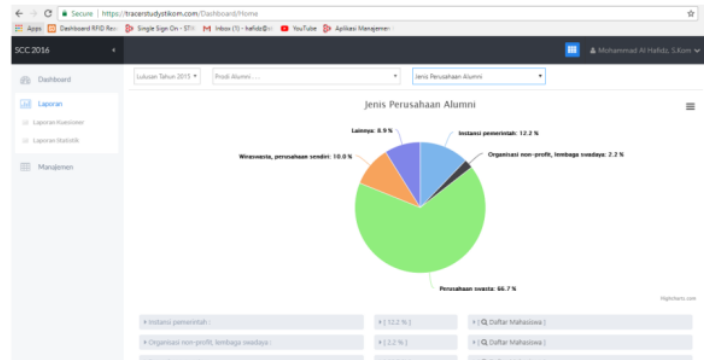 Secure | https://tracerstudystikom.com/Dashboard/Home
Apps Dashboard RFID Rea Single Sign On - STI Inbox (1) - hafidz@st YouTube Aplikasi Manajemen
SCC 2016
Mohammad Al Hafidz, S.Kom
Dashboard
Lulusan Tahun 2015 Prodi Alumni ..... Jenis Perusahaan Alumni
Laporan
Laporan Kuesioner
Laporan Statistik
Manajemen
Jenis Perusahaan Alumni
Lainnya: 8.9 %
Instansi pemerintah: 12.2 %
Wiraswasta, perusahaan sendiri: 10.0 %
Organisasi non-profit, lembaga swadaya: 2.2 %
Perusahaan swasta: 66.7 %
Highcharts.com
Instansi pemerintah : [ 12.2 % ] [ Daftar Mahasiswa ]
Organisasi non-profit, lembaga swadaya : [ 2.2 % ] [ Daftar Mahasiswa ]